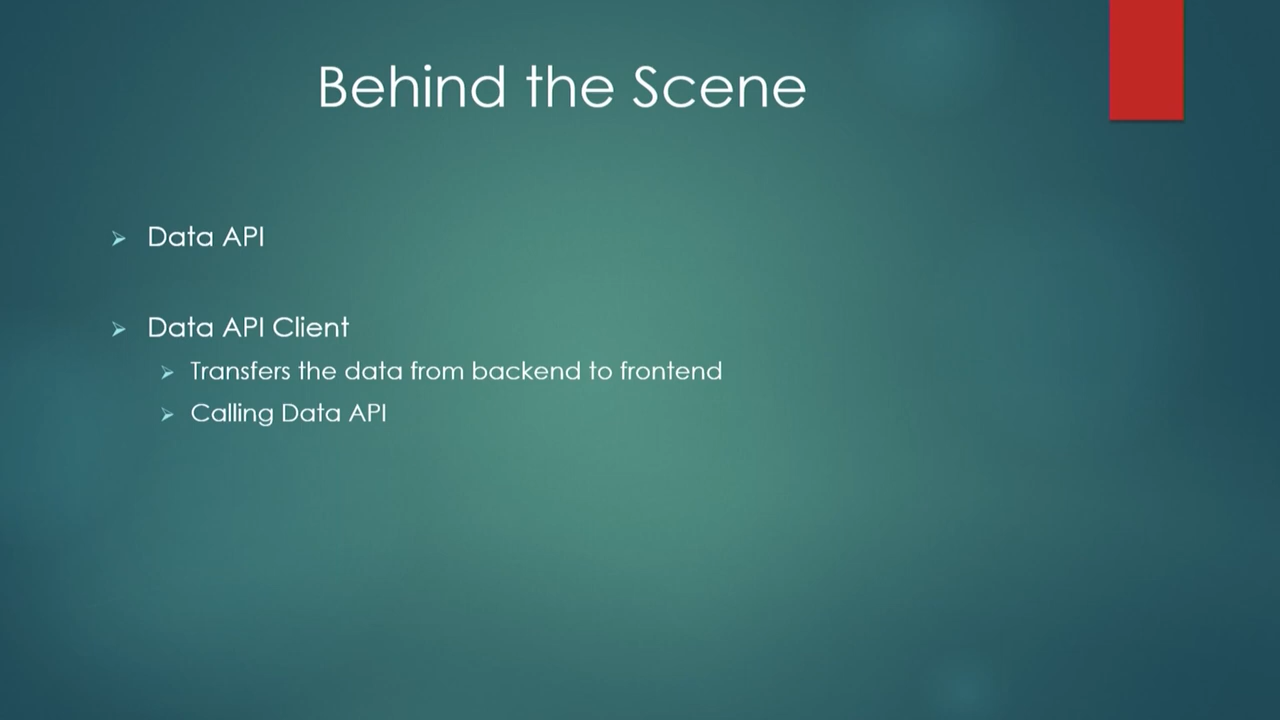 Behind the Scene
Data API
Data API Client
Transfers the data from backend to frontend
Calling Data API